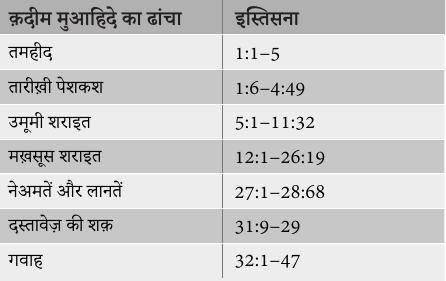 क़दीम मुआहिदे का ढांचा इस्तिसना
तमहीद 1:1–5
तारीख़ी पेशकश 1:6–4:49
उमूमी शराइत 5:1–11:32
मख़सूस शराइत 12:1–26:19
नेअमतें और लानतें 27:1–28:68
दस्तावेज़ की शक़ 31:9–29
गवाह 32:1–47